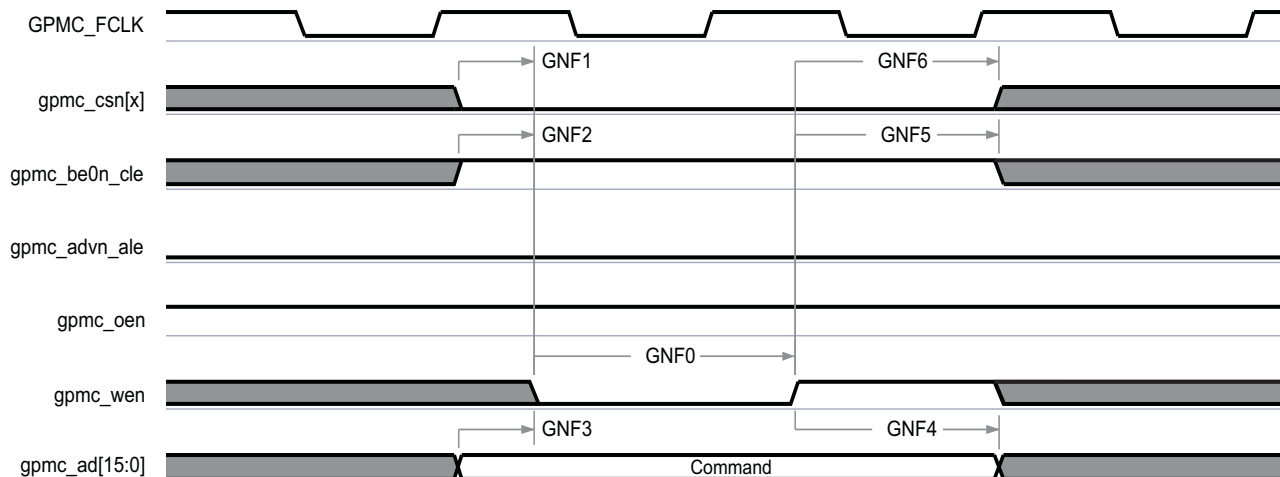 GPMC_FCLK
GNF1
GNF6
gpmc_csn[x]
GNF2
GNF5
gpmc_be0n_cle
gpmc_advn_ale
gpmc_oen
GNF0
gpmc_wen
GNF3
GNF4
gpmc_ad[15:0]
Command